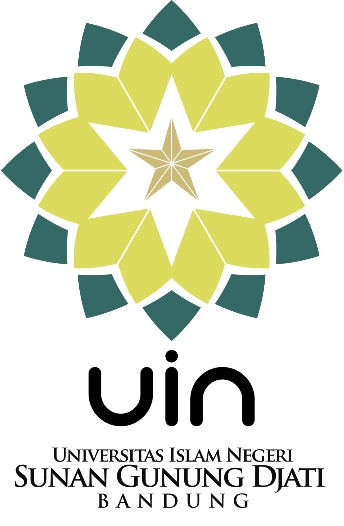 uin
UNIVERSITAS ISLAM NEGERI
SUNAN GUNUNG DJATI
BANDUNG